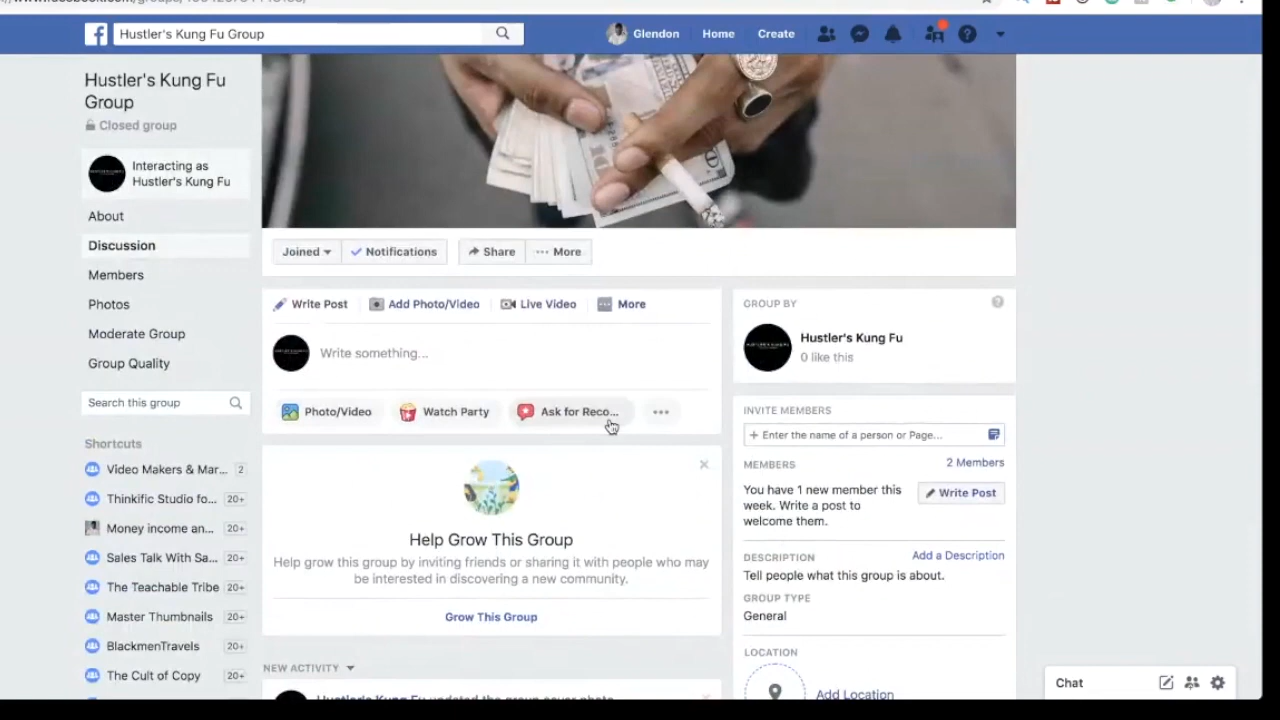 Hustler's Kung Fu Group
Glendon
Home
Create
Hustler's Kung Fu
Group
Closed group
Interacting as
Hustler's Kung Fu
About
Discussion
Members
Photos
Moderate Group
Group Quality
Search this group
Shortcuts
Video Makers & Mar... 2
Thinkific Studio fo... 20+
Money income an... 20+
Sales Talk With Sa... 20+
The Teachable Tribe 20+
Master Thumbnails 20+
BlackmenTravels 20+
The Cult of Copy 20+
Joined
Notifications
Share
More
Write Post
Add Photo/Video
Live Video
More
Write something...
Photo/Video
Watch Party
Ask for Reco...
Help Grow This Group
Help grow this group by inviting friends or sharing it with people who may
be interested in discovering a new community.
Grow This Group
NEW ACTIVITY
Hustler's Kung Fu updated the group cover photo
GROUP BY
Hustler's Kung Fu
0 like this
INVITE MEMBERS
+ Enter the name of a person or Page...
MEMBERS
2 Members
You have 1 new member this
week. Write a post to
welcome them.
Write Post
DESCRIPTION
Add a Description
Tell people what this group is about.
GROUP TYPE
General
LOCATION
Add Location
Chat